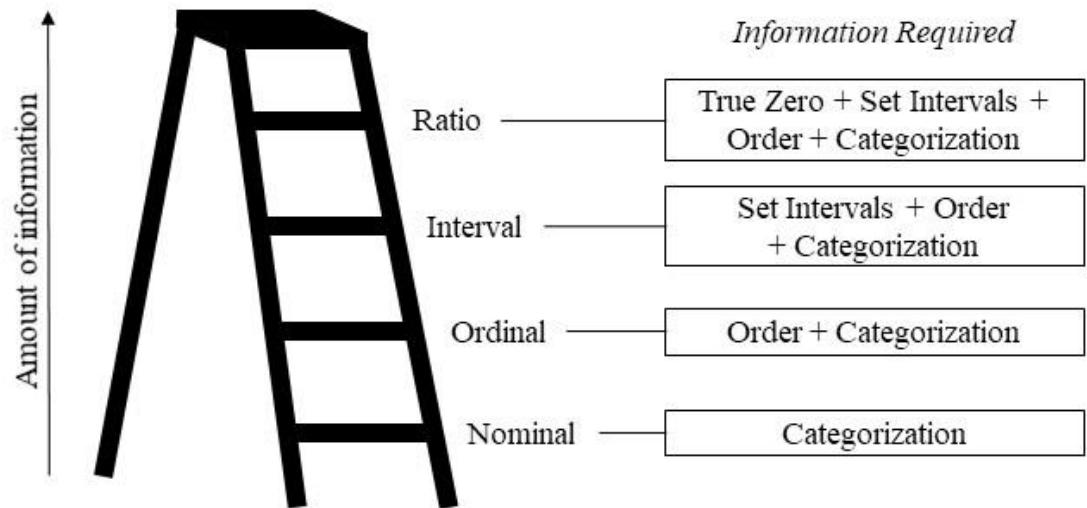 Amount of information
Information Required
Ratio
True Zero + Set Intervals +
Order + Categorization
Interval
Set Intervals + Order
+ Categorization
Ordinal
Order + Categorization
Nominal
Categorization